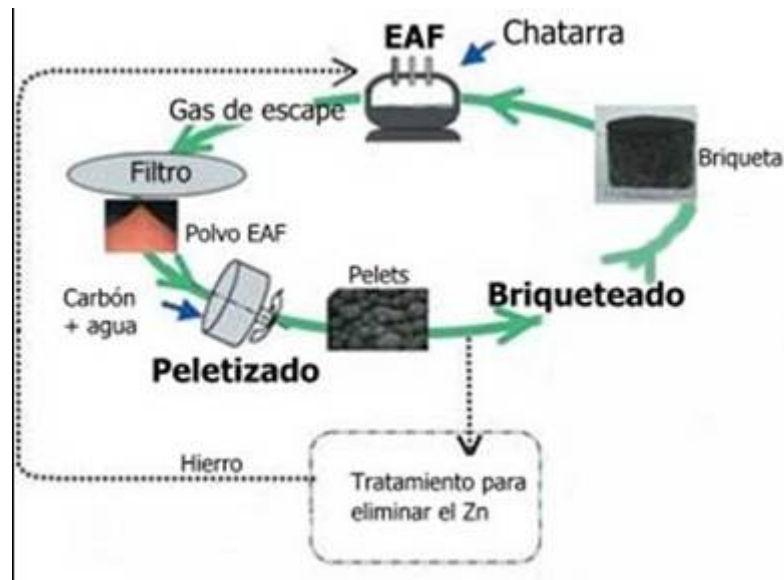 EAF
Chatarra
Gas de escape
Filtro
Briqueta
Polvo EAF
Pelets
Carbón
+ agua
Briqueteado
Peletizado
Hierro
Tratamiento para
eliminar el Zn